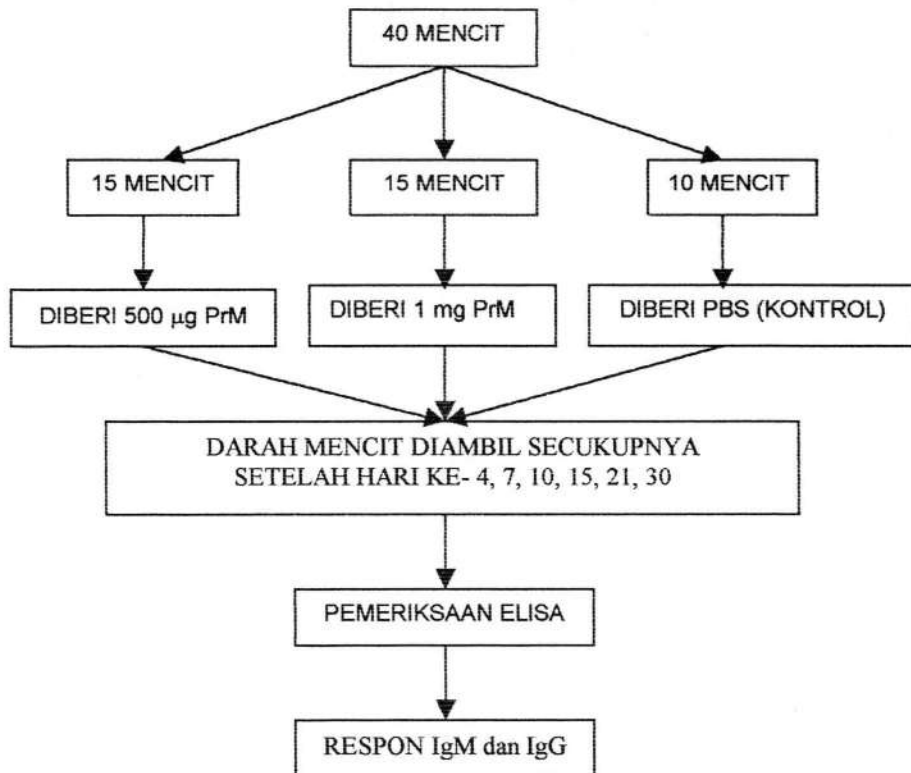 40 MENCIT
15 MENCIT
15 MENCIT
10 MENCIT
DIBERI 500 μg PrM
DIBERI 1 mg PrM
DIBERI PBS (KONTROL)
DARAH MENCIT DIAMBIL SECUKUPNYA
SETELAH HARI KE- 4, 7, 10, 15, 21, 30
PEMERIKSAAN ELISA
RESPON IgM dan IgG